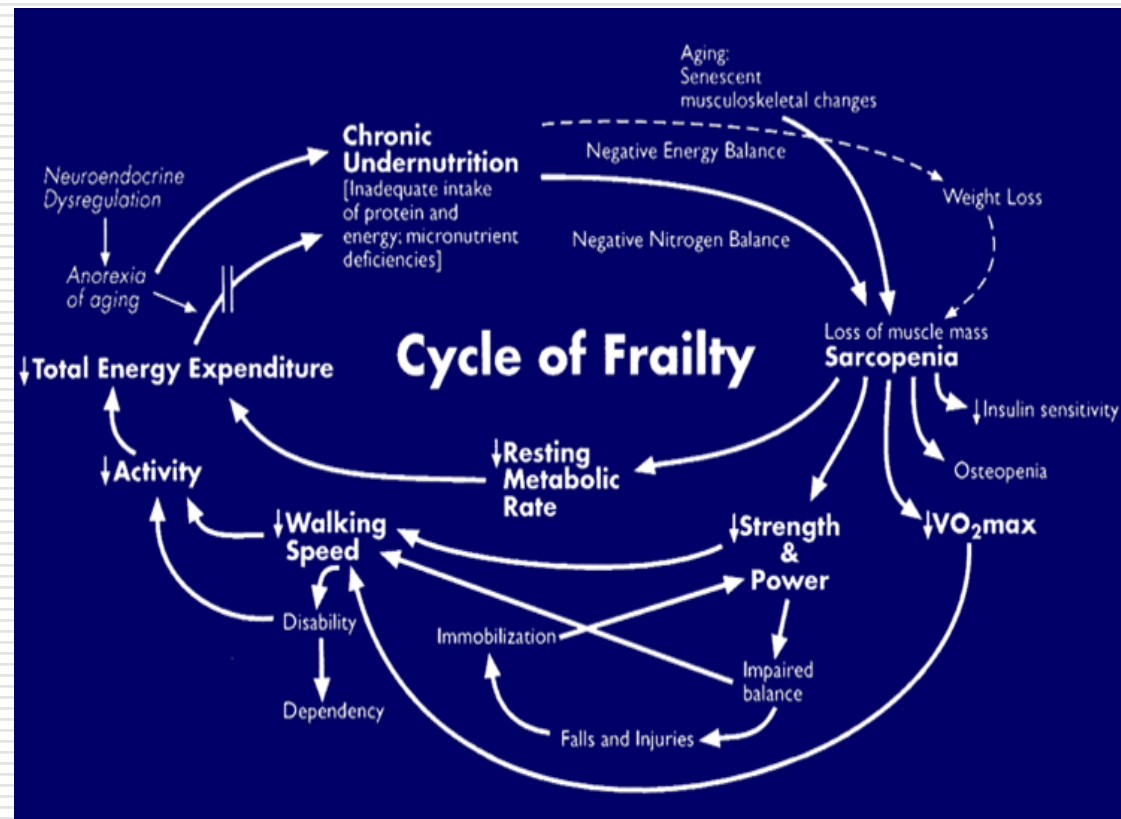 Aging:
Senescent
musculoskeletal changes
Chronic
Undernutrition
[Inadequate intake
of protein and
energy; micronutrient
deficiencies]
Negative Energy Balance
Neuroendocrine
Dysregulation
Weight Loss
Negative Nitrogen Balance
Anorexia
of aging
Loss of muscle mass
Sarcopenia
Cycle of Frailty
↓Total Energy Expenditure
↓Insulin sensitivity
↓Resting
Metabolic
Rate
↓Activity
Osteopenia
↓Walking
Speed
↓Strength
&
Power
↓VO₂max
Disability
Immobilization
Impaired
balance
Dependency
Falls and Injuries